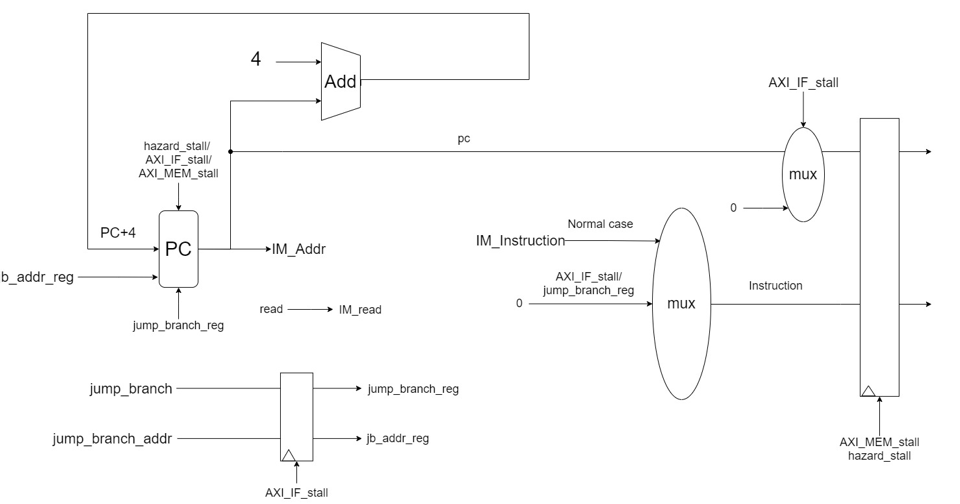 AXI_IF_stall
4
Add
pc
hazard_stall/
AXI_IF_stall/
AXI_MEM_stall
mux
0
PC+4
PC
IM_Addr
b_addr_reg
Normal case
IM_Instruction
AXI_IF_stall/
jump_branch_reg
0
mux
Instruction
read
IM_read
jump_branch_reg
jump_branch
jump_branch_reg
jump_branch_addr
jb_addr_reg
AXI_IF_stall
AXI_MEM_stall
hazard_stall